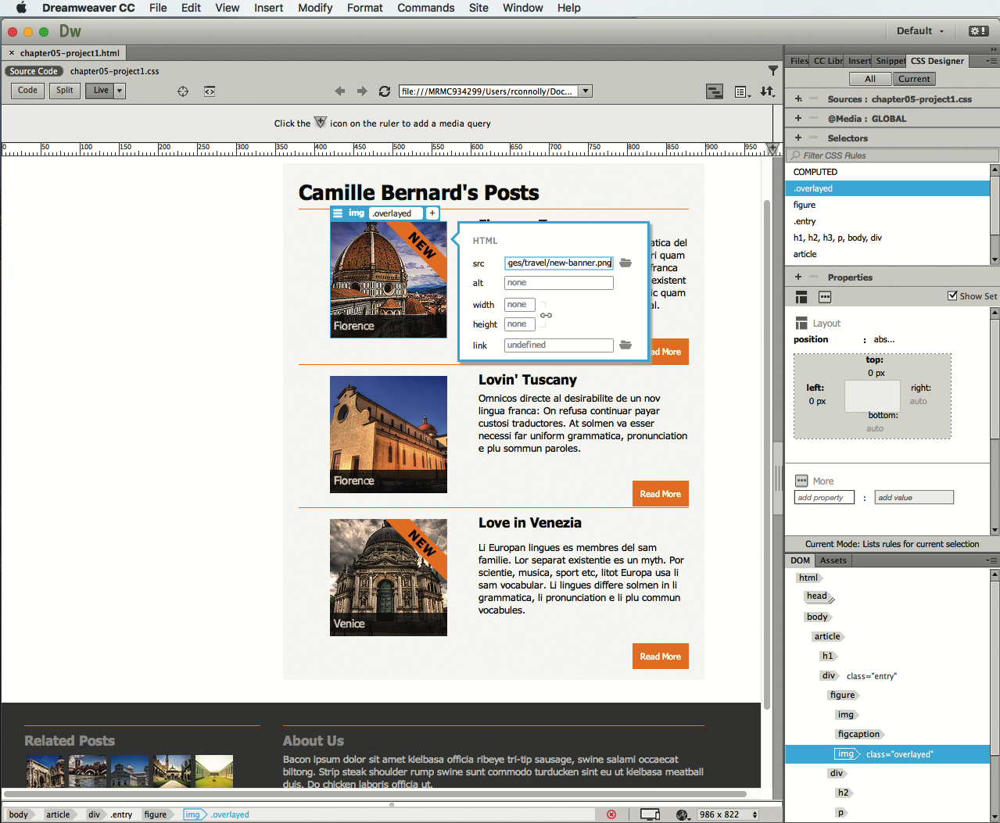 Dreamweaver CC File Edit View Insert Modify Format Commands Site Window Help
Dw
Default
× chapter05-project1.html
Source Code chapter05-project1.css
Code Split Live
file:///MRMC934299/Users/rconnolly/Doc...
Click the icon on the ruler to add a media query
0 50 100 150 200 250 300 350 400 450 500 550 600 650 700 750 800 850 900 950
Camille Bernard's Posts
img .overlayed +
NEW
Florence
HTML
src ges/travel/new-banner.png
alt none
width none
height none
link undefined
atica del
ri quam
franca
existent
ic quam
al.
ead More
Florence
Lovin' Tuscany
Omnicos directe al desirabilite de un nov
lingua franca: On refusa continuar payar
custosi traductores. At solmen va esser
necessi far uniform grammatica, pronunciation
e plu sommun paroles.
Read More
NEW
Venice
Love in Venezia
Li Europan lingues es membres del sam
familie. Lor separat existentie es un myth. Por
scientie, musica, sport etc, litot Europa usa li
sam vocabular. Li lingues differe solmen in li
grammatica, li pronunciation e li plu commun
vocabules.
Read More
Related Posts
About Us
Bacon ipsum dolor sit amet kielbasa officia ribeye tri-tip sausage, swine salami occaecat
biltong. Strip steak shoulder rump swine sunt commodo turducken sint eu ut kielbasa meatball
duis. Do chicken laboris officia ut.
body article div .entry figure img .overlayed
986 x 822
Files CC Libr Insert Snippet CSS Designer
All Current
+ Sources : chapter05-project1.css
+ @Media : GLOBAL
+ Selectors
Filter CSS Rules
COMPUTED
.overlayed
figure
.entry
h1, h2, h3, p, body, div
article
+ Properties
Show Set
Layout
position : abs...
top:
0 px
left:
0 px
right:
auto
bottom:
auto
More
add property : add value
Current Mode: Lists rules for current selection
DOM Assets
html
head
body
article
h1
div class="entry"
figure
img
figcaption
img class="overlayed"
div
h2
p